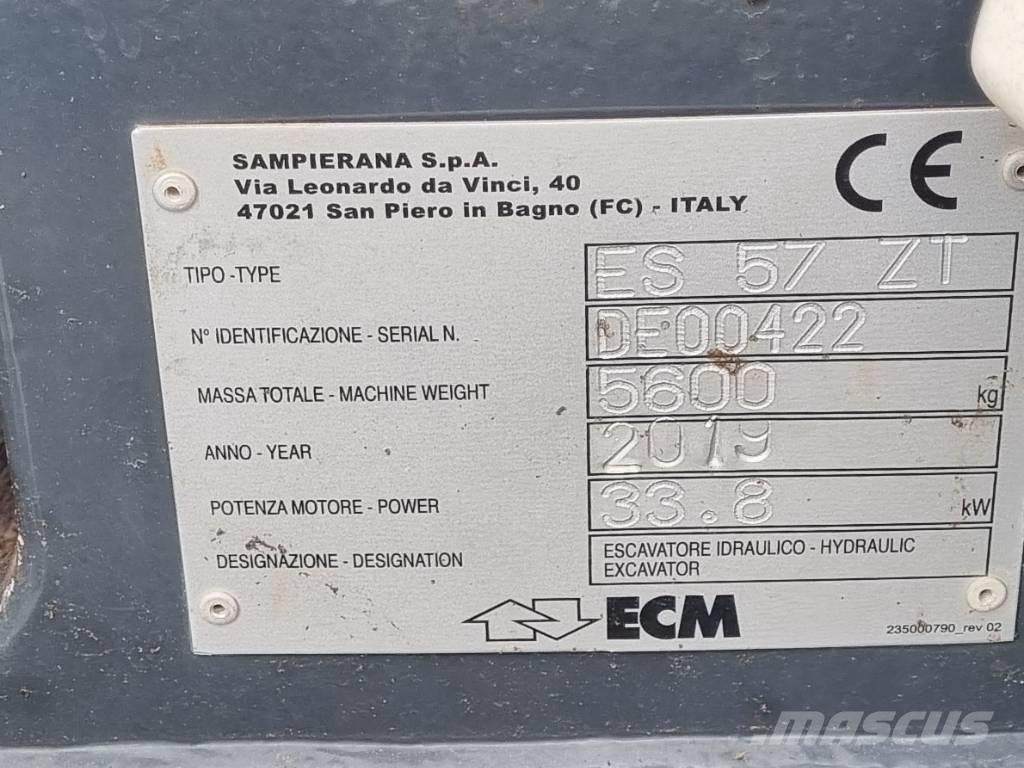 SAMPIERANA S.p.A.
Via Leonardo da Vinci, 40
47021 San Piero in Bagno (FC) - ITALY
CE
TIPO -TYPE ES 57 ZT
N° IDENTIFICAZIONE - SERIAL N. DE00422
MASSA TOTALE - MACHINE WEIGHT 5600 kg
ANNO - YEAR 2019
POTENZA MOTORE - POWER 33.8 kW
DESIGNAZIONE - DESIGNATION ESCAVATORE IDRAULICO - HYDRAULIC
EXCAVATOR
ECM
235000790_rev 02
mascus